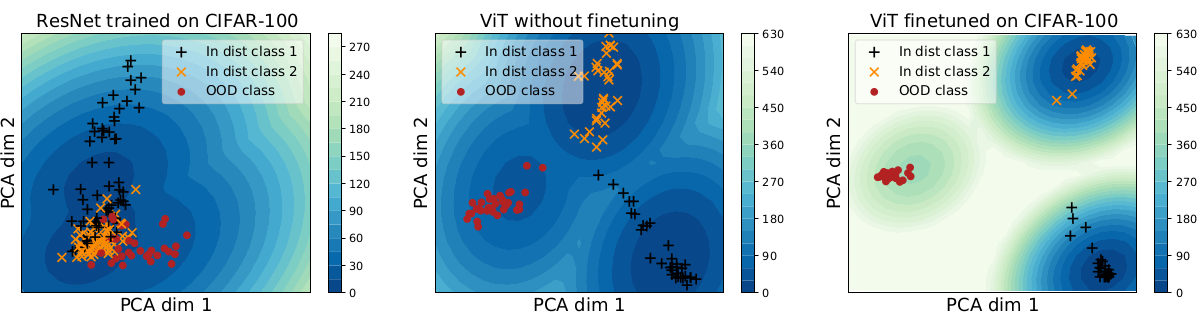 ResNet trained on CIFAR-100
In dist class 1
In dist class 2
OOD class
PCA dim 2
PCA dim 1
270
240
210
180
150
120
90
60
30
0
ViT without finetuning
In dist class 1
In dist class 2
OOD class
PCA dim 2
PCA dim 1
630
540
450
360
270
180
90
0
ViT finetuned on CIFAR-100
In dist class 1
In dist class 2
OOD class
PCA dim 2
PCA dim 1
630
540
450
360
270
180
90
0